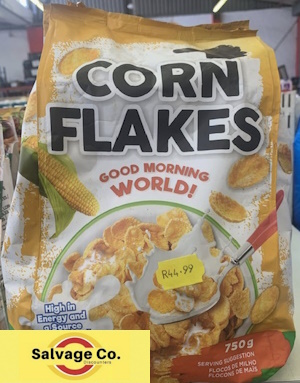 CORN
FLAKES
GOOD MORNING
WORLD!
R44.99
High in
Energy and
a Source
750g
SERVING SUGGESTION
FLOCOS DE MILHO
FLOCONS DE MAÏS
Salvage Co.
Discounters